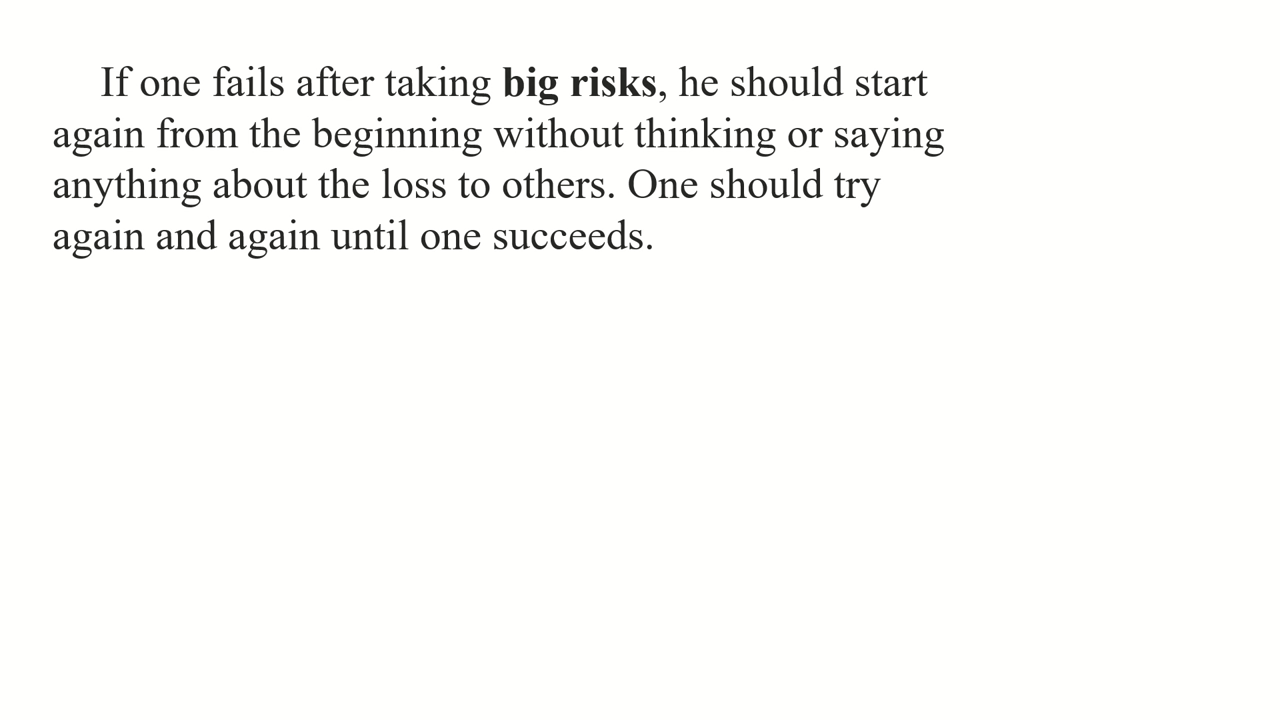 If one fails after taking big risks, he should start
again from the beginning without thinking or saying
anything about the loss to others. One should try
again and again until one succeeds.